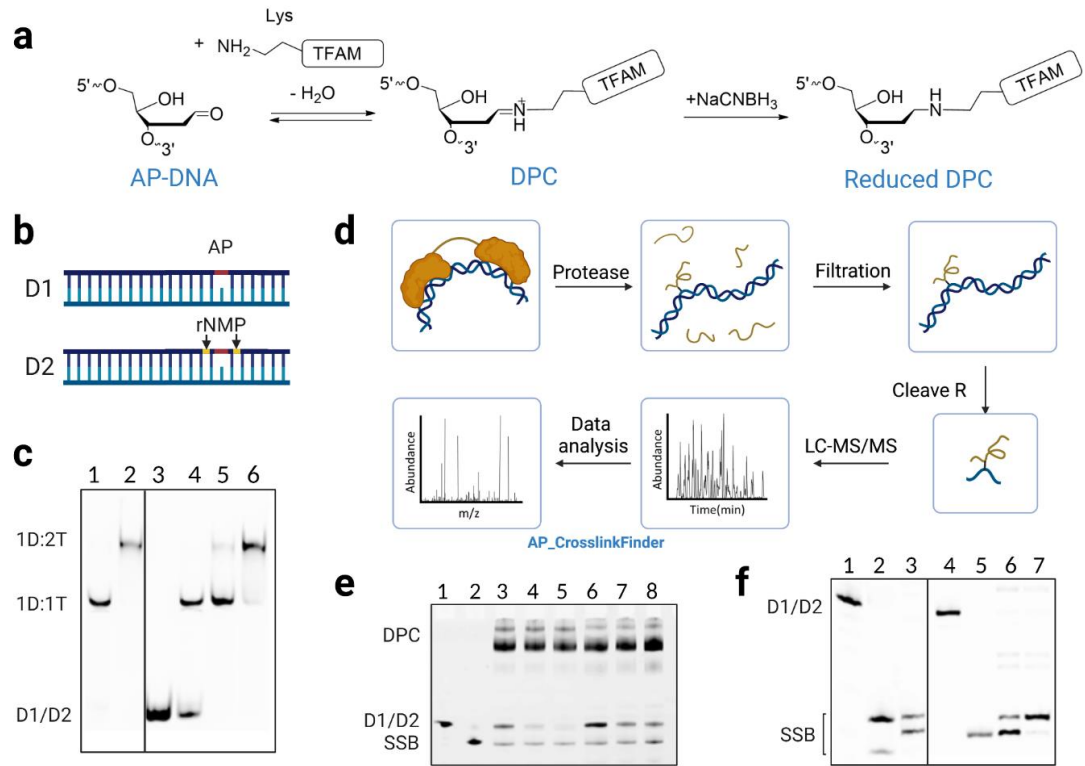 a
Lys
+ NH2 TFAM
- H2O
5'~O OH O
O~3'
AP-DNA
5'~O OH N+ H TFAM
O~3'
DPC
+NaCNBH3
5'~O OH H N TFAM
O~3'
Reduced DPC
b
AP
D1
rNMP
D2
c
1 2 3 4 5 6
1D:2T
1D:1T
D1/D2
d
Protease
Filtration
Cleave R
LC-MS/MS
Abundance
Time(min)
Data
analysis
Abundance
m/z
AP_CrosslinkFinder
e
1 2 3 4 5 6 7 8
DPC
D1/D2
SSB
f
1 2 3 4 5 6 7
D1/D2
SSB